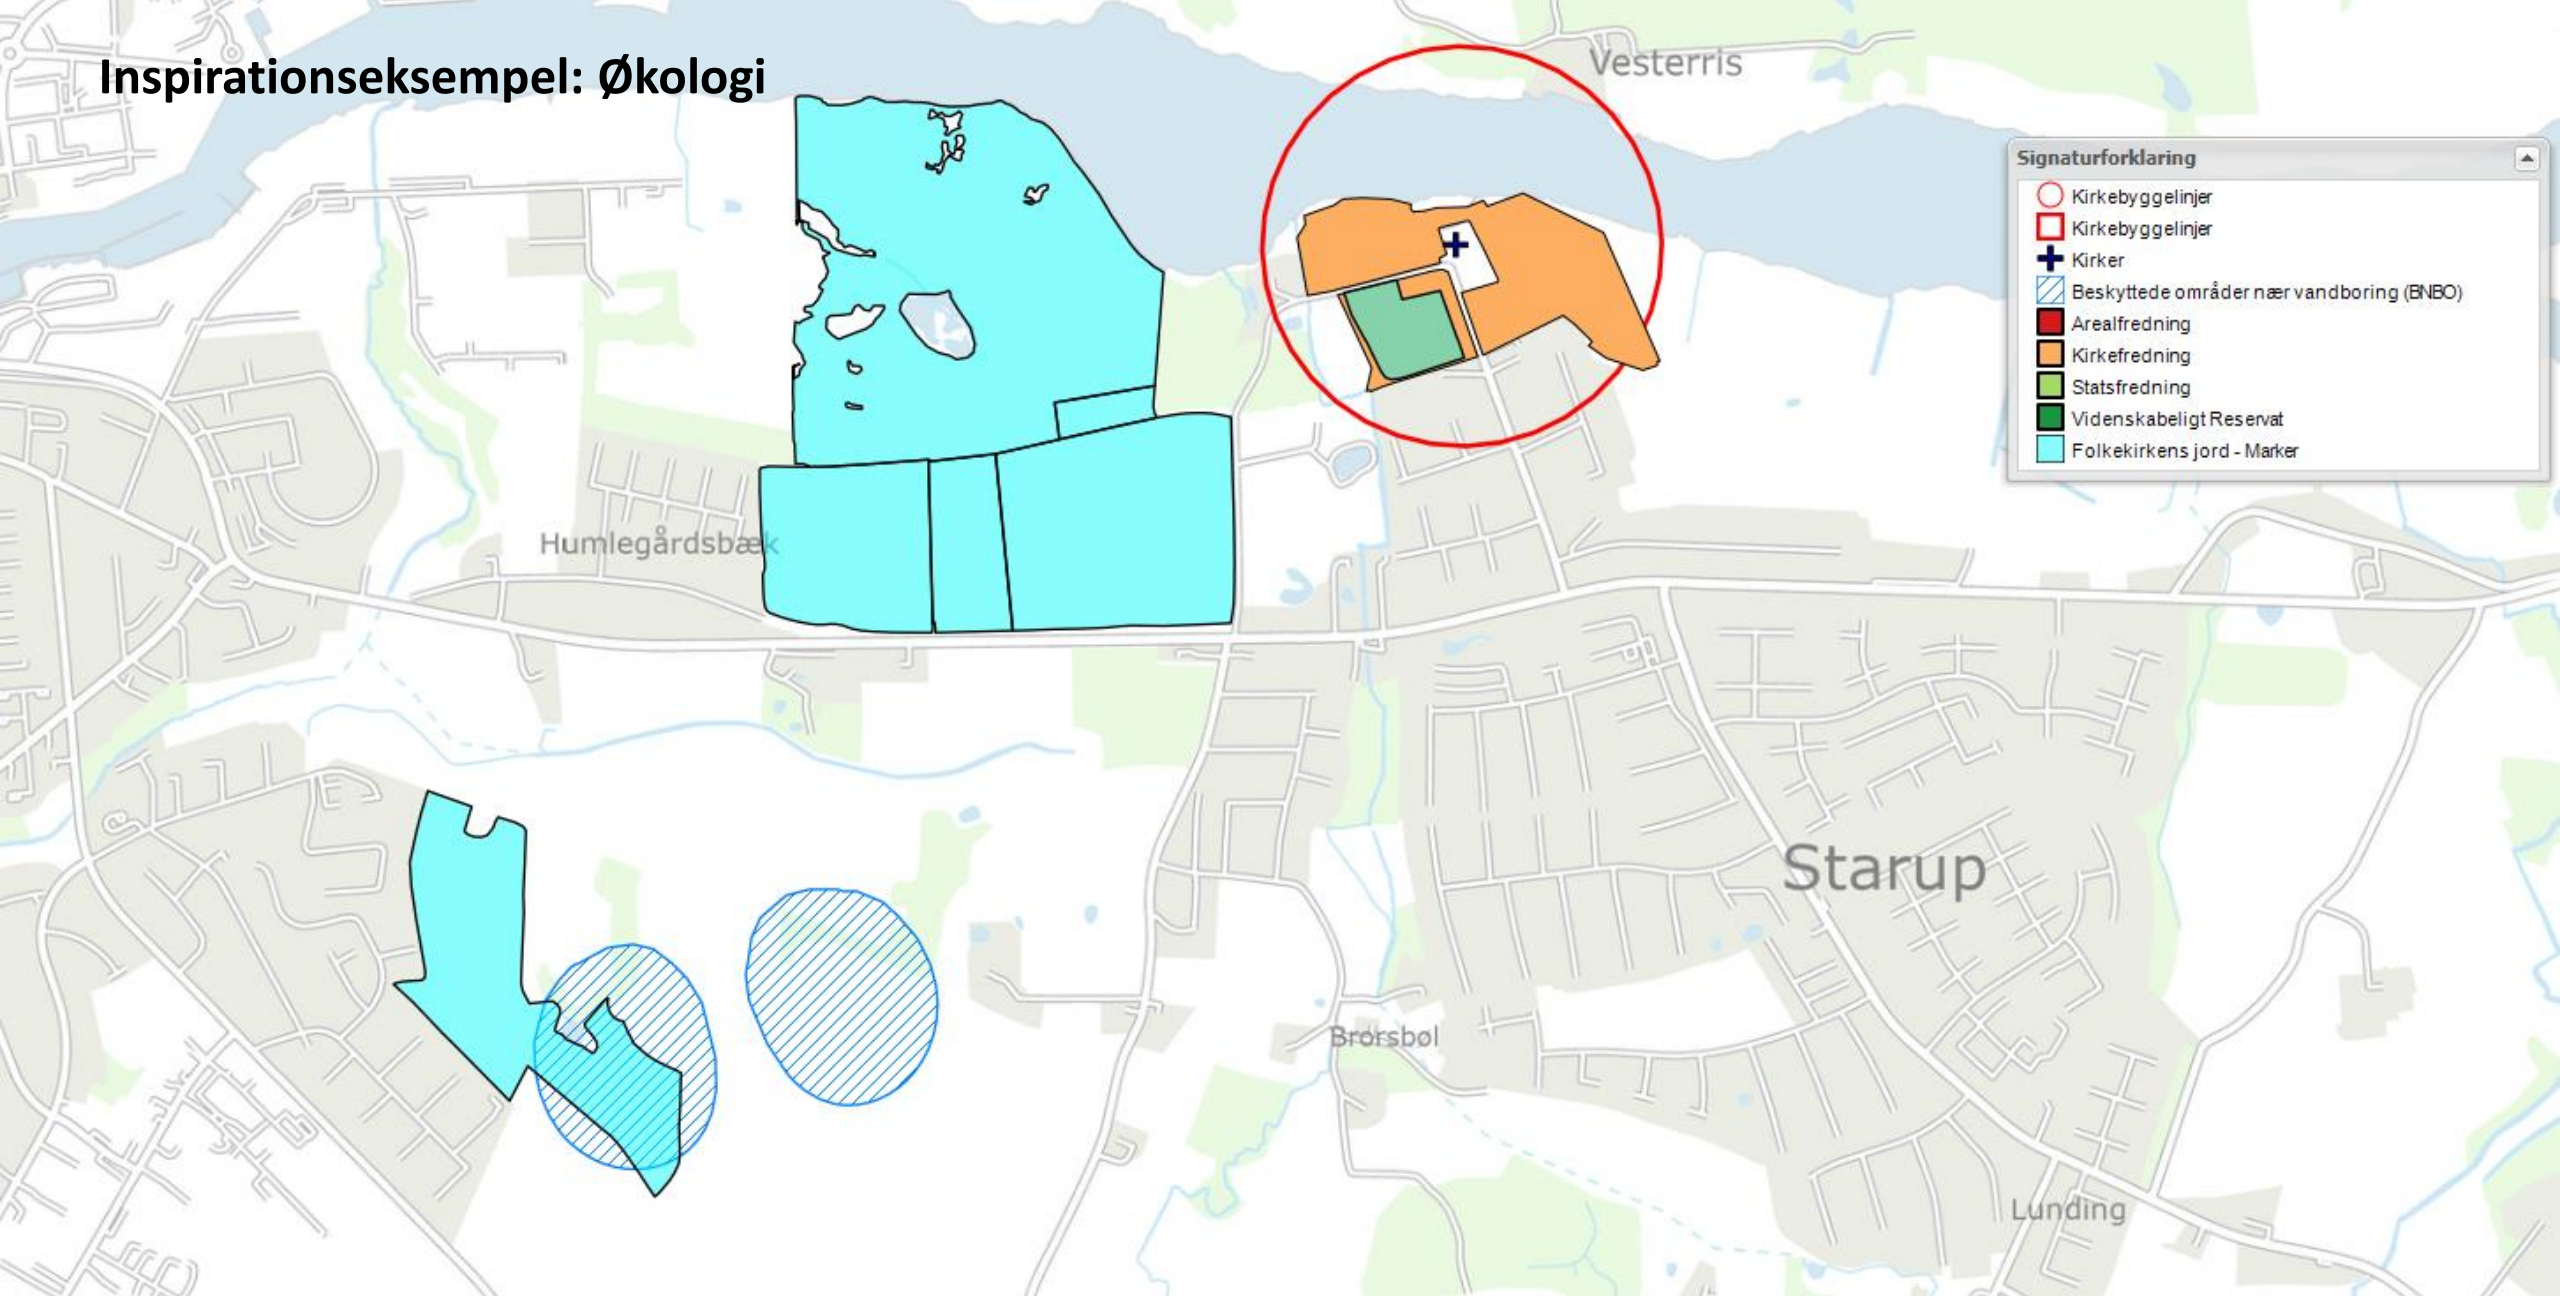 Inspirationseksempel: Økologi
Vesterris
Signaturforklaring
Kirkebyggelinjer
Kirkebyggelinjer
Kirker
Beskyttede områder nær vandboring (BNBO)
Arealfredning
Kirkefredning
Statsfredning
Videnskabeligt Reservat
Folkekirkens jord - Marker
Humlegårdsbæk
Starup
Brorsbøl
Lunding